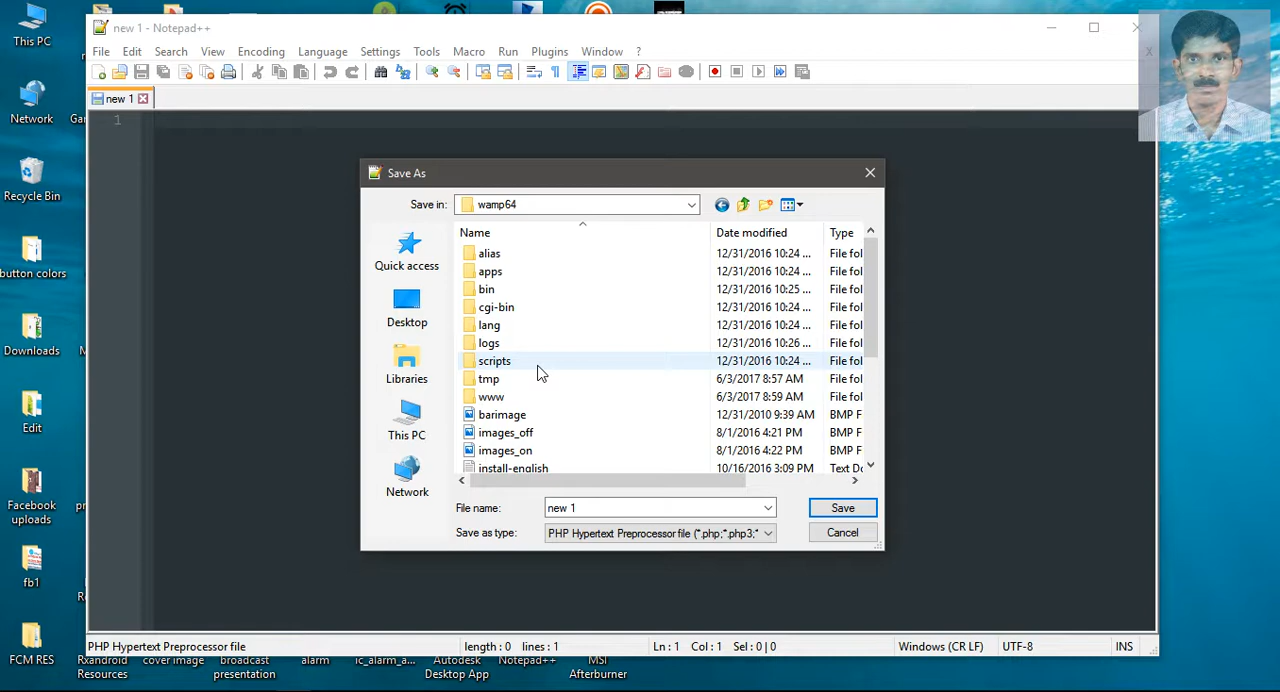 This PC
Network
Recycle Bin
button colors
Downloads
Edit
Facebook
uploads
fb1
FCM RES
new 1 - Notepad++
File Edit Search View Encoding Language Settings Tools Macro Run Plugins Window ?
X
new 1
1
Save As
Save in: wamp64
Name Date modified Type
Quick access
Desktop
Libraries
This PC
Network
alias 12/31/2016 10:24 ... File fol
apps 12/31/2016 10:24 ... File fol
bin 12/31/2016 10:25 ... File fol
cgi-bin 12/31/2016 10:24 ... File fol
lang 12/31/2016 10:24 ... File fol
logs 12/31/2016 10:26 ... File fol
scripts 12/31/2016 10:24 ... File fol
tmp 6/3/2017 8:57 AM File fol
www 6/3/2017 8:59 AM File fol
barimage 12/31/2010 9:39 AM BMP F
images_off 8/1/2016 4:21 PM BMP F
images_on 8/1/2016 4:22 PM BMP F
install-english 10/16/2016 3:09 PM Text Do
File name: new 1 Save
Save as type: PHP Hypertext Preprocessor file (*.php;*.php3;* Cancel
PHP Hypertext Preprocessor file length : 0 lines : 1 Ln : 1 Col : 1 Sel : 0 | 0 Windows (CR LF) UTF-8 INS
Rxandroid
Resources
cover image
broadcast
presentation
alarm
ic_alarm_a...
Autodesk
Desktop App
Notepad++
MSI
Afterburner